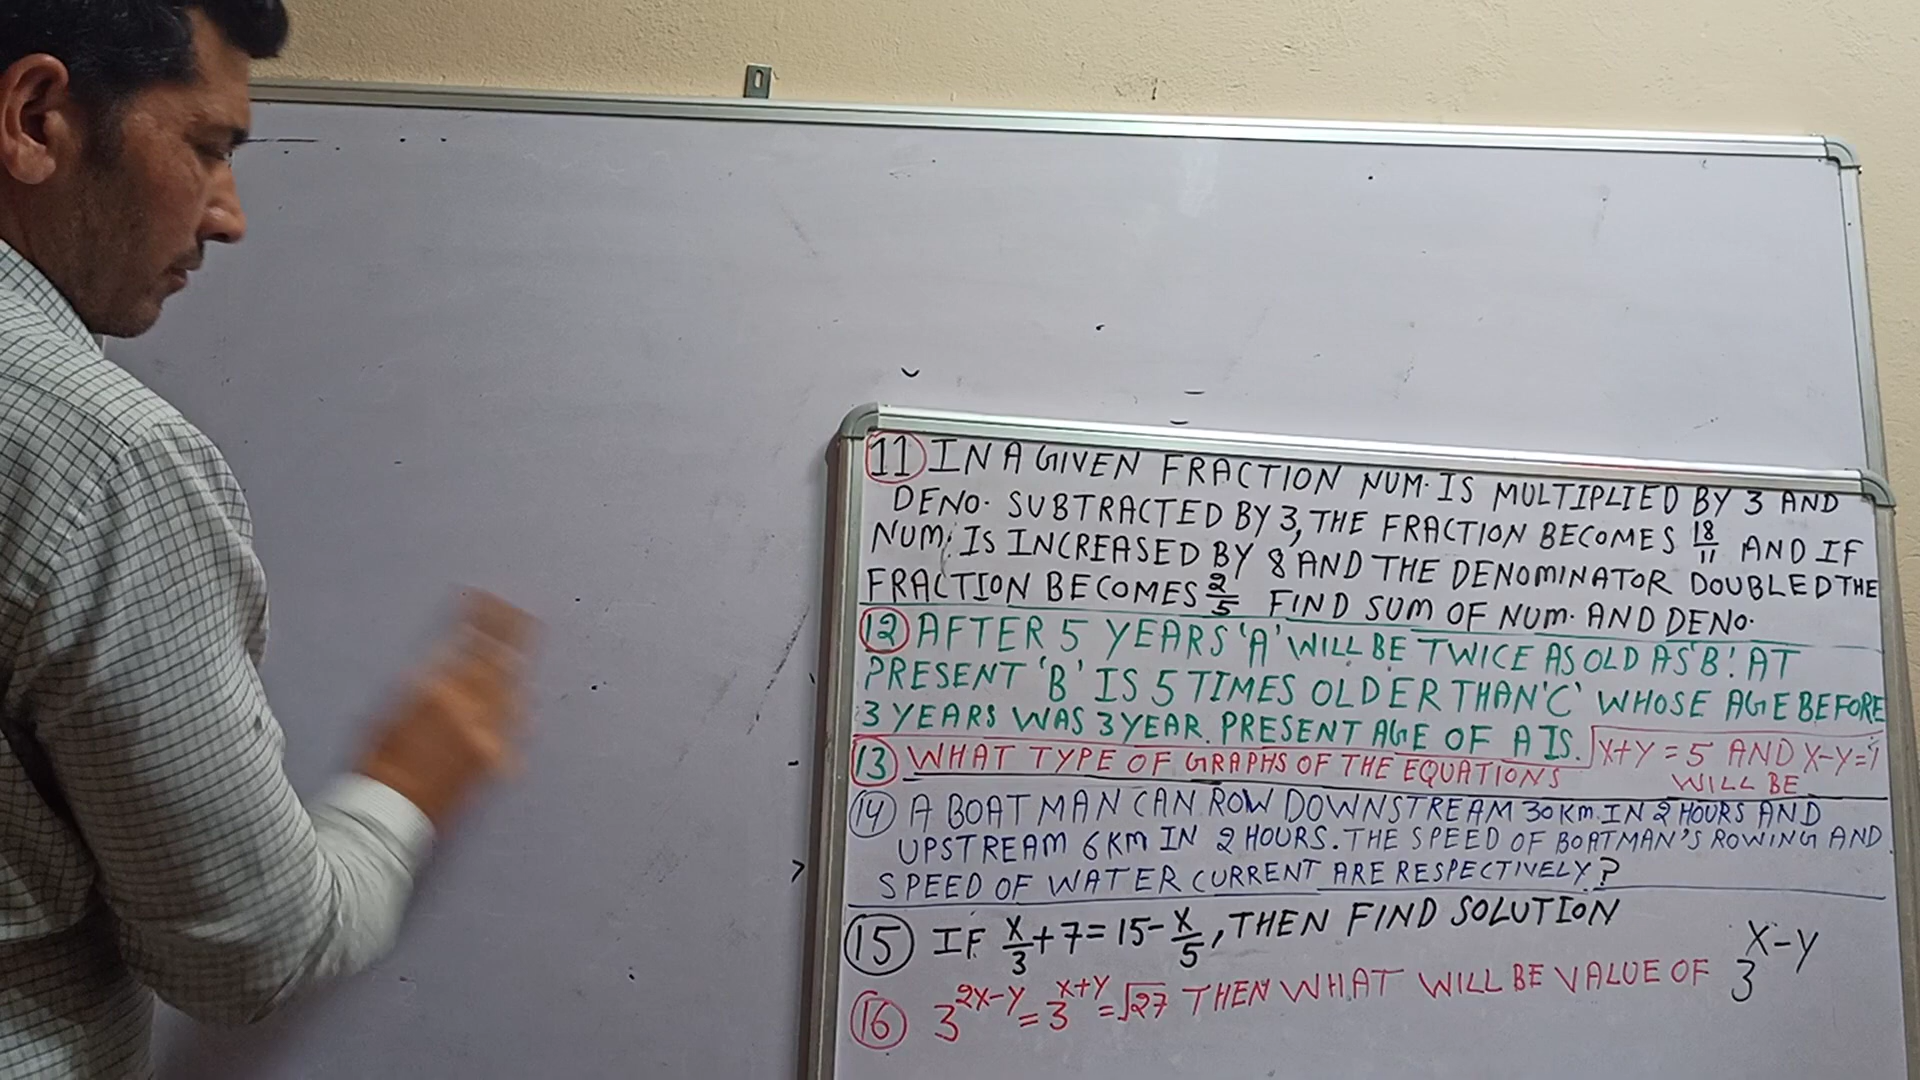 11 IN A GIVEN FRACTION NUM. IS MULTIPLIED BY 3 AND
DENO. SUBTRACTED BY 3, THE FRACTION BECOMES 18/11 AND IF
NUM. IS INCREASED BY 8 AND THE DENOMINATOR DOUBLED THE
FRACTION BECOMES 2/5 FIND SUM OF NUM. AND DENO.
12 AFTER 5 YEARS 'A' WILL BE TWICE AS OLD AS 'B'. AT
PRESENT 'B' IS 5 TIMES OLDER THAN 'C' WHOSE AGE BEFORE
3 YEARS WAS 3 YEAR. PRESENT AGE OF A IS.
13 WHAT TYPE OF GRAPHS OF THE EQUATIONS X+Y = 5 AND X-Y=
WILL BE
14 A BOAT MAN CAN ROW DOWNSTREAM 30 KM. IN 2 HOURS AND
UPSTREAM 6 KM IN 2 HOURS. THE SPEED OF BOATMAN'S ROWING AND
SPEED OF WATER CURRENT ARE RESPECTIVELY?
15 IF X/3 + 7 = 15 - X/5, THEN FIND SOLUTION
16 3^(2X-Y) = 3^(X+Y) = √27 THEN WHAT WILL BE VALUE OF 3^(X-Y)